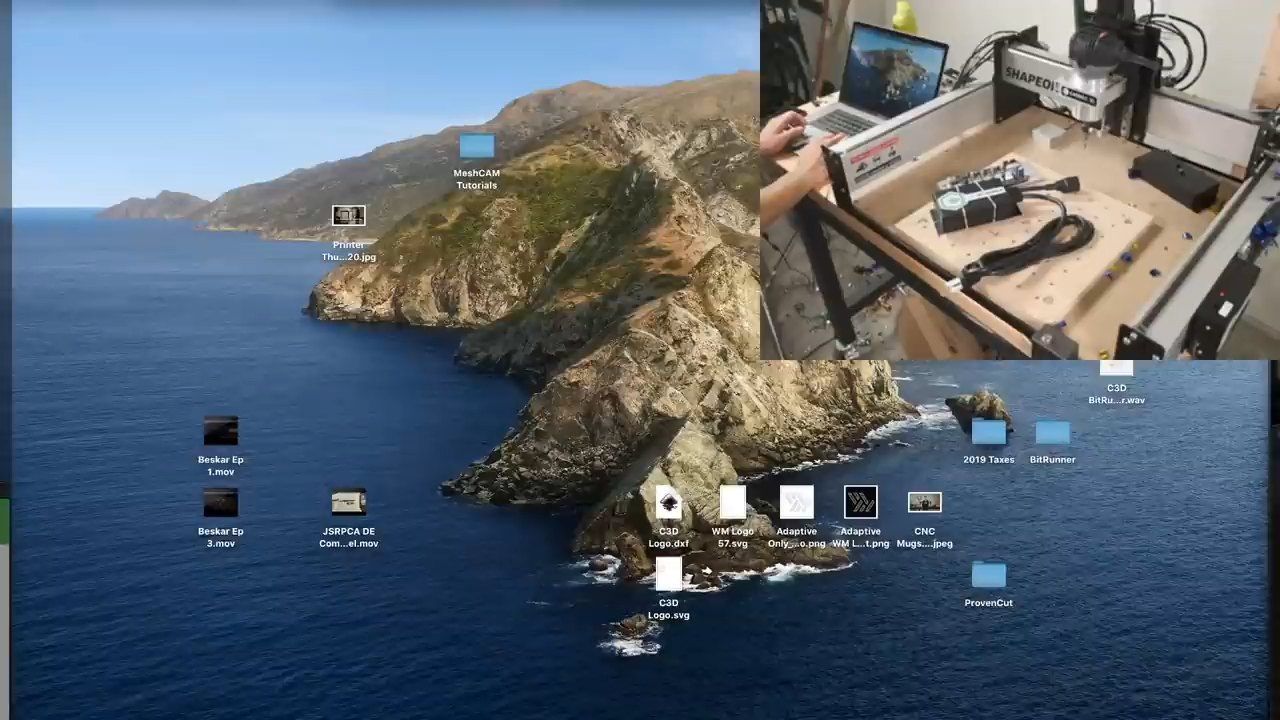 SHAPEOKO
MeshCAM
Tutorials
Printer
Thu...20.jpg
C3D
BitRu...r.wav
Beskar Ep
1.mov
2019 Taxes
BitRunner
Beskar Ep
3.mov
JSRPCA DE
Com...el.mov
C3D
Logo.dxf
WM Logo
57.svg
Adaptive
Only_...o.png
Adaptive
WM L...t.png
CNC
Mugs....jpeg
C3D
Logo.svg
ProvenCut